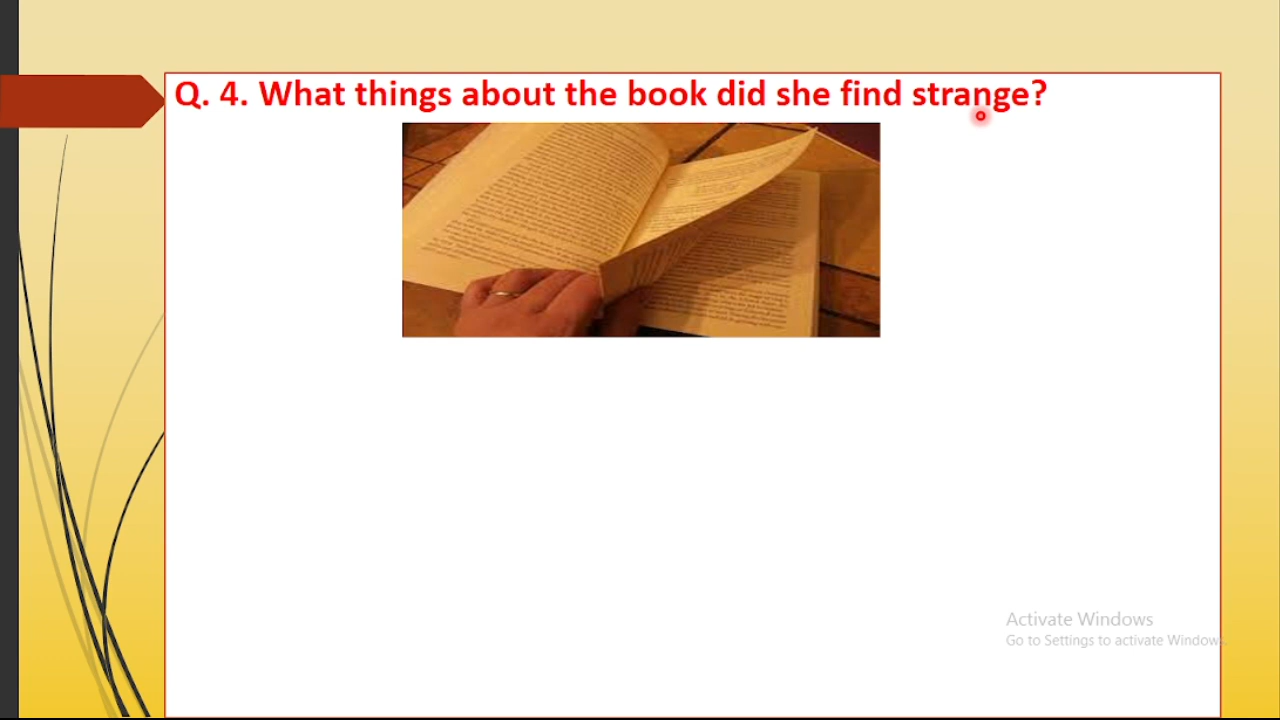 Q. 4. What things about the book did she find strange?
Activate Windows
Go to Settings to activate Windows.